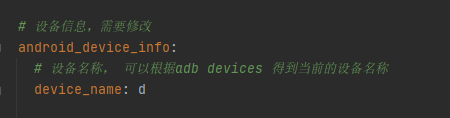 # 设备信息，需要修改
android_device_info:
# 设备名称， 可以根据adb devices 得到当前的设备名称
device_name: d